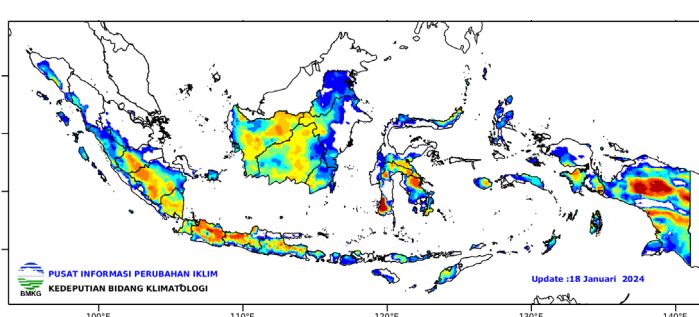 PUSAT INFORMASI PERUBAHAN IKLIM
KEDEPUTIAN BIDANG KLIMATOLOGI
BMKG
Update :18 Januari 2024
100°E
110°E
120°E
130°E
140°E